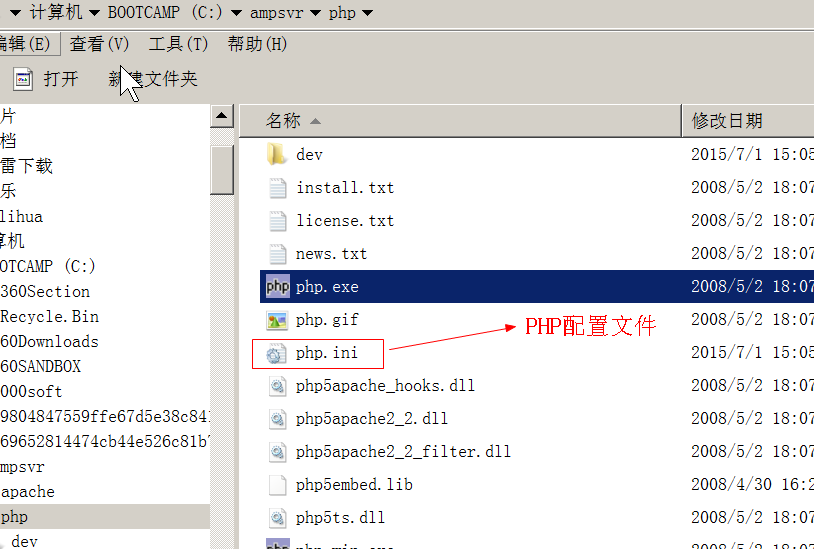 计算机 BOOTCAMP (C:) ampsvr php
编辑(E) 查看(V) 工具(T) 帮助(H)
打开 新建文件夹
片
档
雷下载
乐
lihua
算机
OOTCAMP (C:)
360Section
Recycle.Bin
60Downloads
60SANDBOX
000soft
9804847559ffe67d5e38c841
69652814474cb44e526c81b7
mpsvr
apache
php
dev
名称 修改日期
dev 2015/7/1 15:05
install.txt 2008/5/2 18:07
license.txt 2008/5/2 18:07
news.txt 2008/5/2 18:07
php php.exe 2008/5/2 18:07
php.gif 2008/5/2 18:07
php.ini 2015/7/1 15:05
PHP配置文件
php5apache_hooks.dll 2008/5/2 18:07
php5apache2_2.dll 2008/5/2 18:07
php5apache2_2_filter.dll 2008/5/2 18:07
php5embed.lib 2008/4/30 16:2
php5ts.dll 2008/5/2 18:07